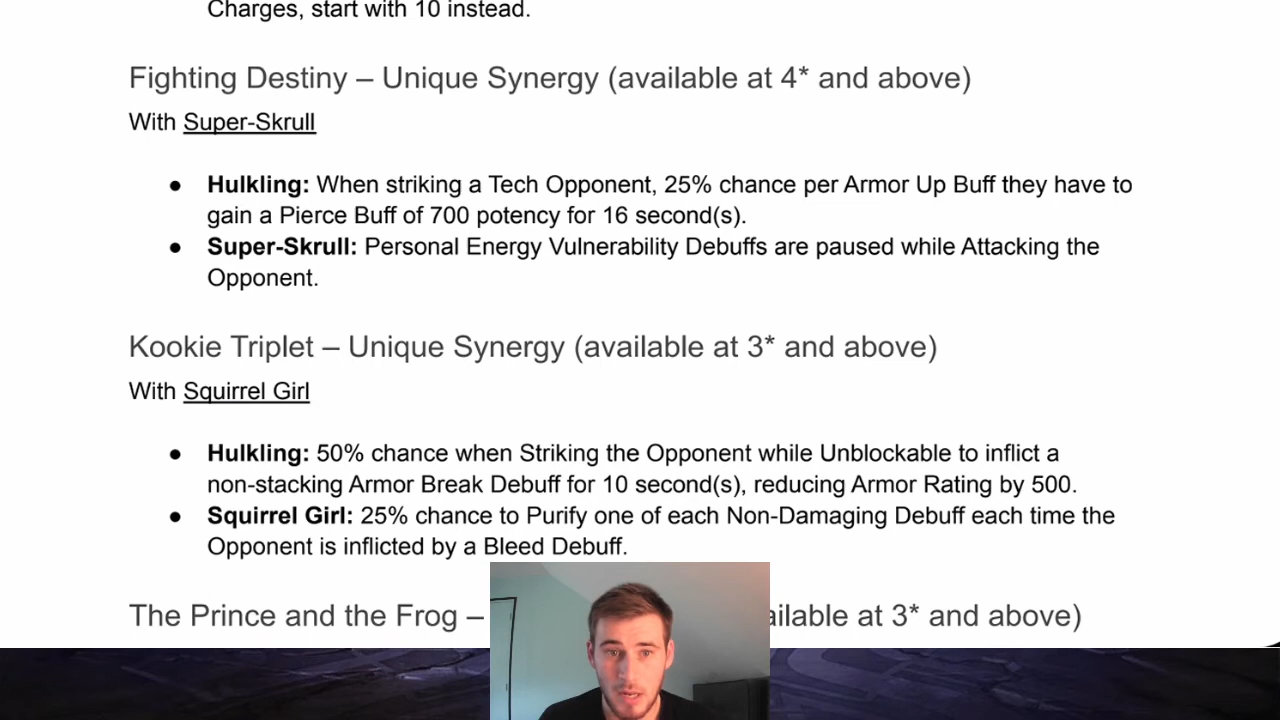 Charges, start with 10 instead.
Fighting Destiny – Unique Synergy (available at 4* and above)
With Super-Skrull
● Hulkling: When striking a Tech Opponent, 25% chance per Armor Up Buff they have to
gain a Pierce Buff of 700 potency for 16 second(s).
● Super-Skrull: Personal Energy Vulnerability Debuffs are paused while Attacking the
Opponent.
Kookie Triplet – Unique Synergy (available at 3* and above)
With Squirrel Girl
● Hulkling: 50% chance when Striking the Opponent while Unblockable to inflict a
non-stacking Armor Break Debuff for 10 second(s), reducing Armor Rating by 500.
● Squirrel Girl: 25% chance to Purify one of each Non-Damaging Debuff each time the
Opponent is inflicted by a Bleed Debuff.
The Prince and the Frog – at 3* and above)